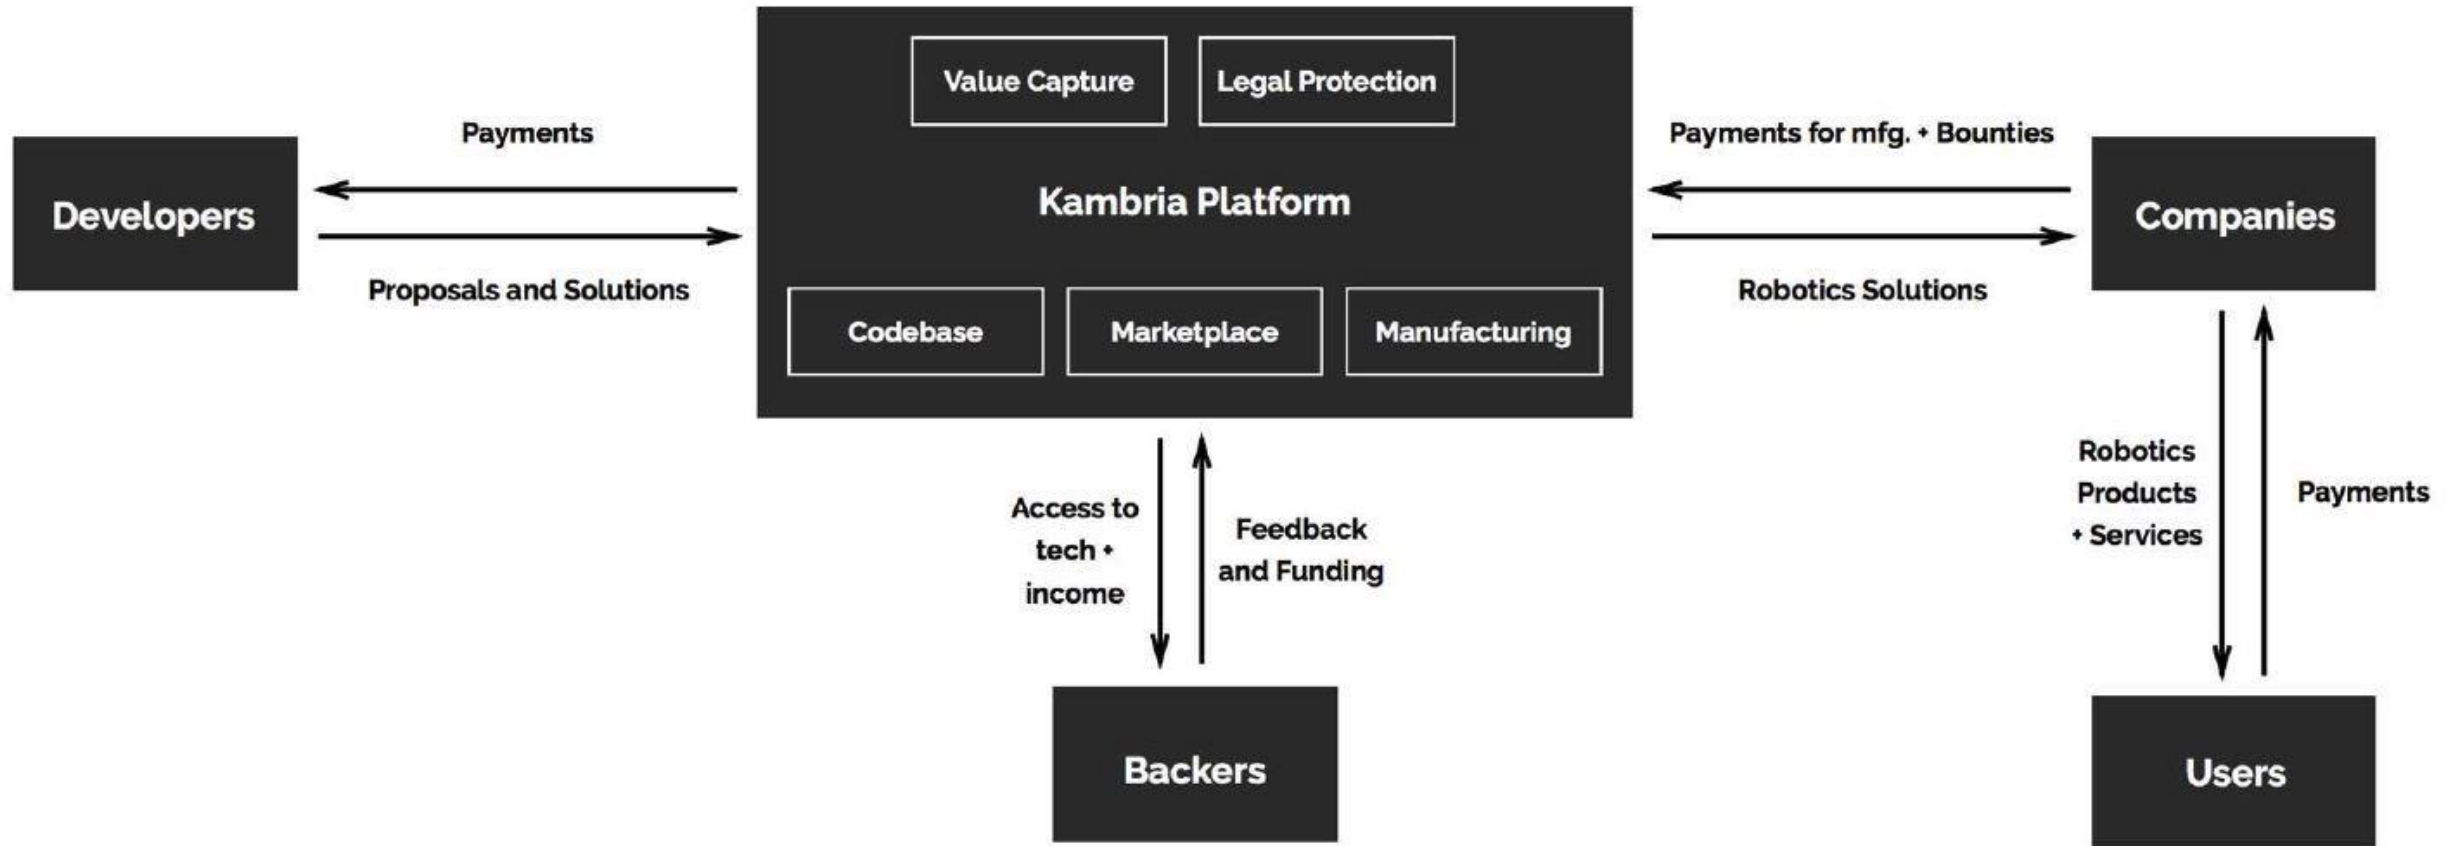 Value Capture
Legal Protection
Payments
Payments for mfg. + Bounties
Developers
Kambria Platform
Companies
Proposals and Solutions
Robotics Solutions
Codebase
Marketplace
Manufacturing
Access to
tech +
income
Feedback
and Funding
Robotics
Products
+ Services
Payments
Backers
Users